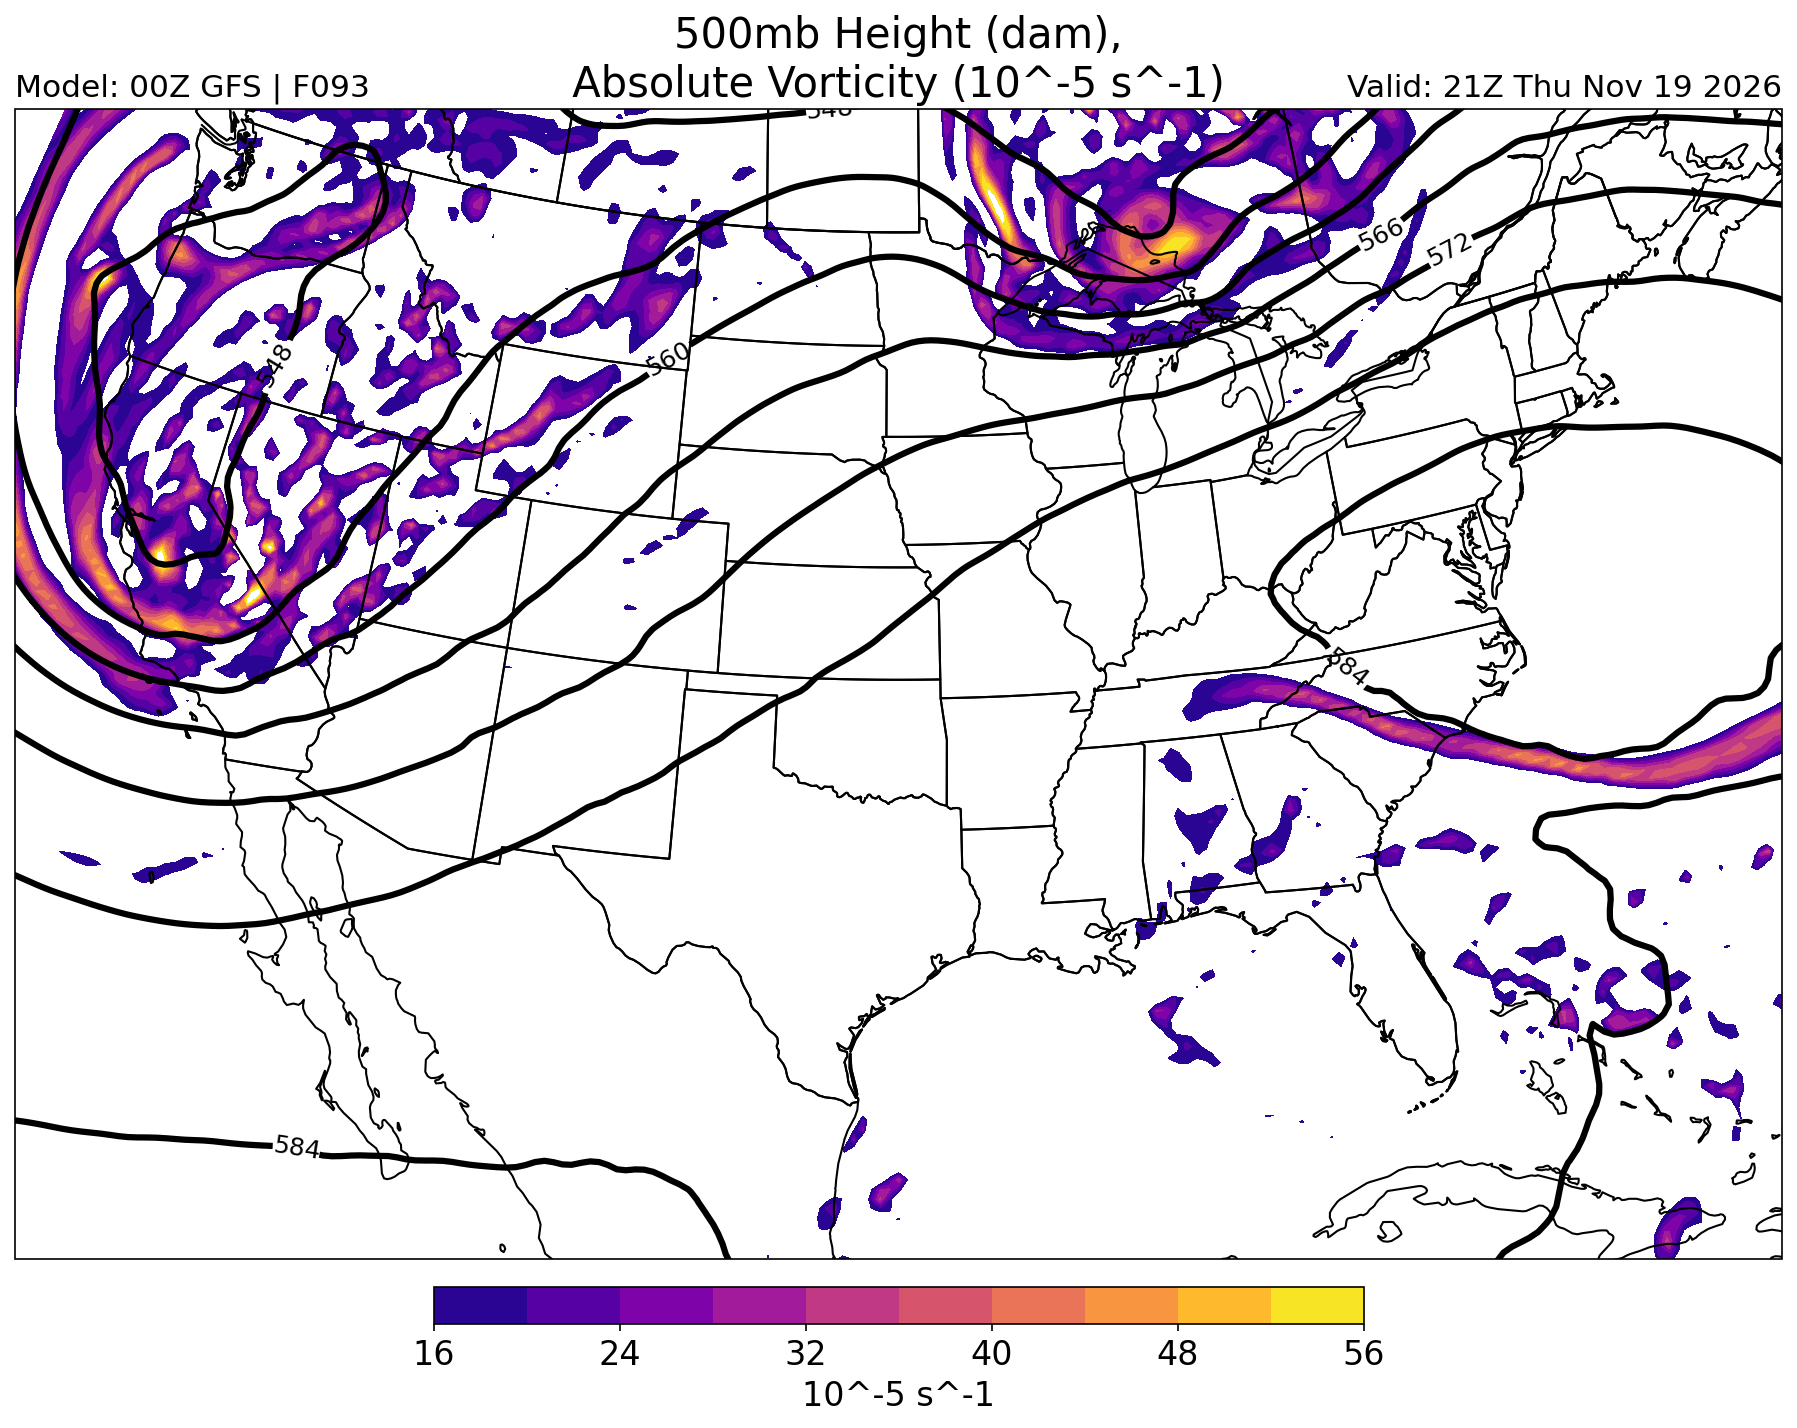 500mb Height (dam),
Model: 00Z GFS | F093
Absolute Vorticity (10^-5 s^-1)
Valid: 21Z Thu Nov 19 2026
548
566
572
548
560
584
584
16 24 32 40 48 56
10^-5 s^-1